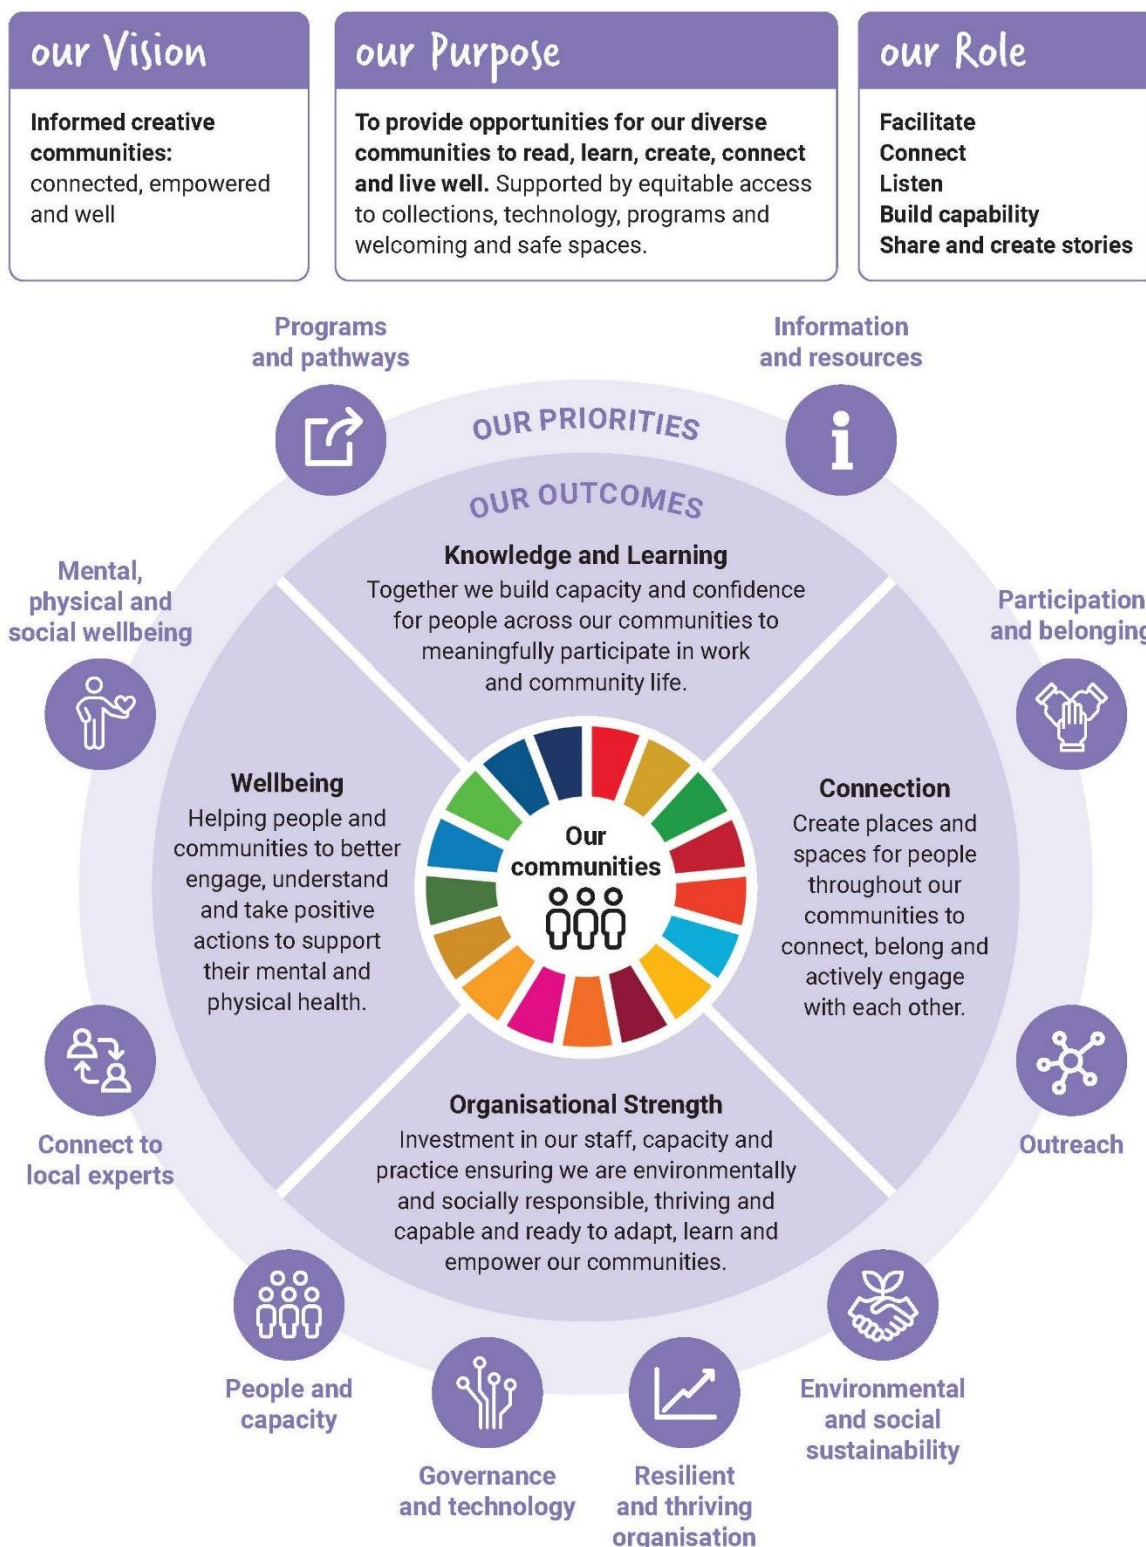 our Vision
Informed creative
communities:
connected, empowered
and well
our Purpose
To provide opportunities for our diverse
communities to read, learn, create, connect
and live well. Supported by equitable access
to collections, technology, programs and
welcoming and safe spaces.
our Role
Facilitate
Connect
Listen
Build capability
Share and create stories
Programs
and pathways
Information
and resources
OUR PRIORITIES
OUR OUTCOMES
Knowledge and Learning
Together we build capacity and confidence
for people across our communities to
meaningfully participate in work
and community life.
Mental,
physical and
social wellbeing
Participation
and belonging
Wellbeing
Helping people and
communities to better
engage, understand
and take positive
actions to support
their mental and
physical health.
Our
communities
Connection
Create places and
spaces for people
throughout our
communities to
connect, belong and
actively engage
with each other.
Connect to
local experts
Outreach
Organisational Strength
Investment in our staff, capacity and
practice ensuring we are environmentally
and socially responsible, thriving and
capable and ready to adapt, learn and
empower our communities.
People and
capacity
Governance
and technology
Resilient
and thriving
organisation
Environmental
and social
sustainability